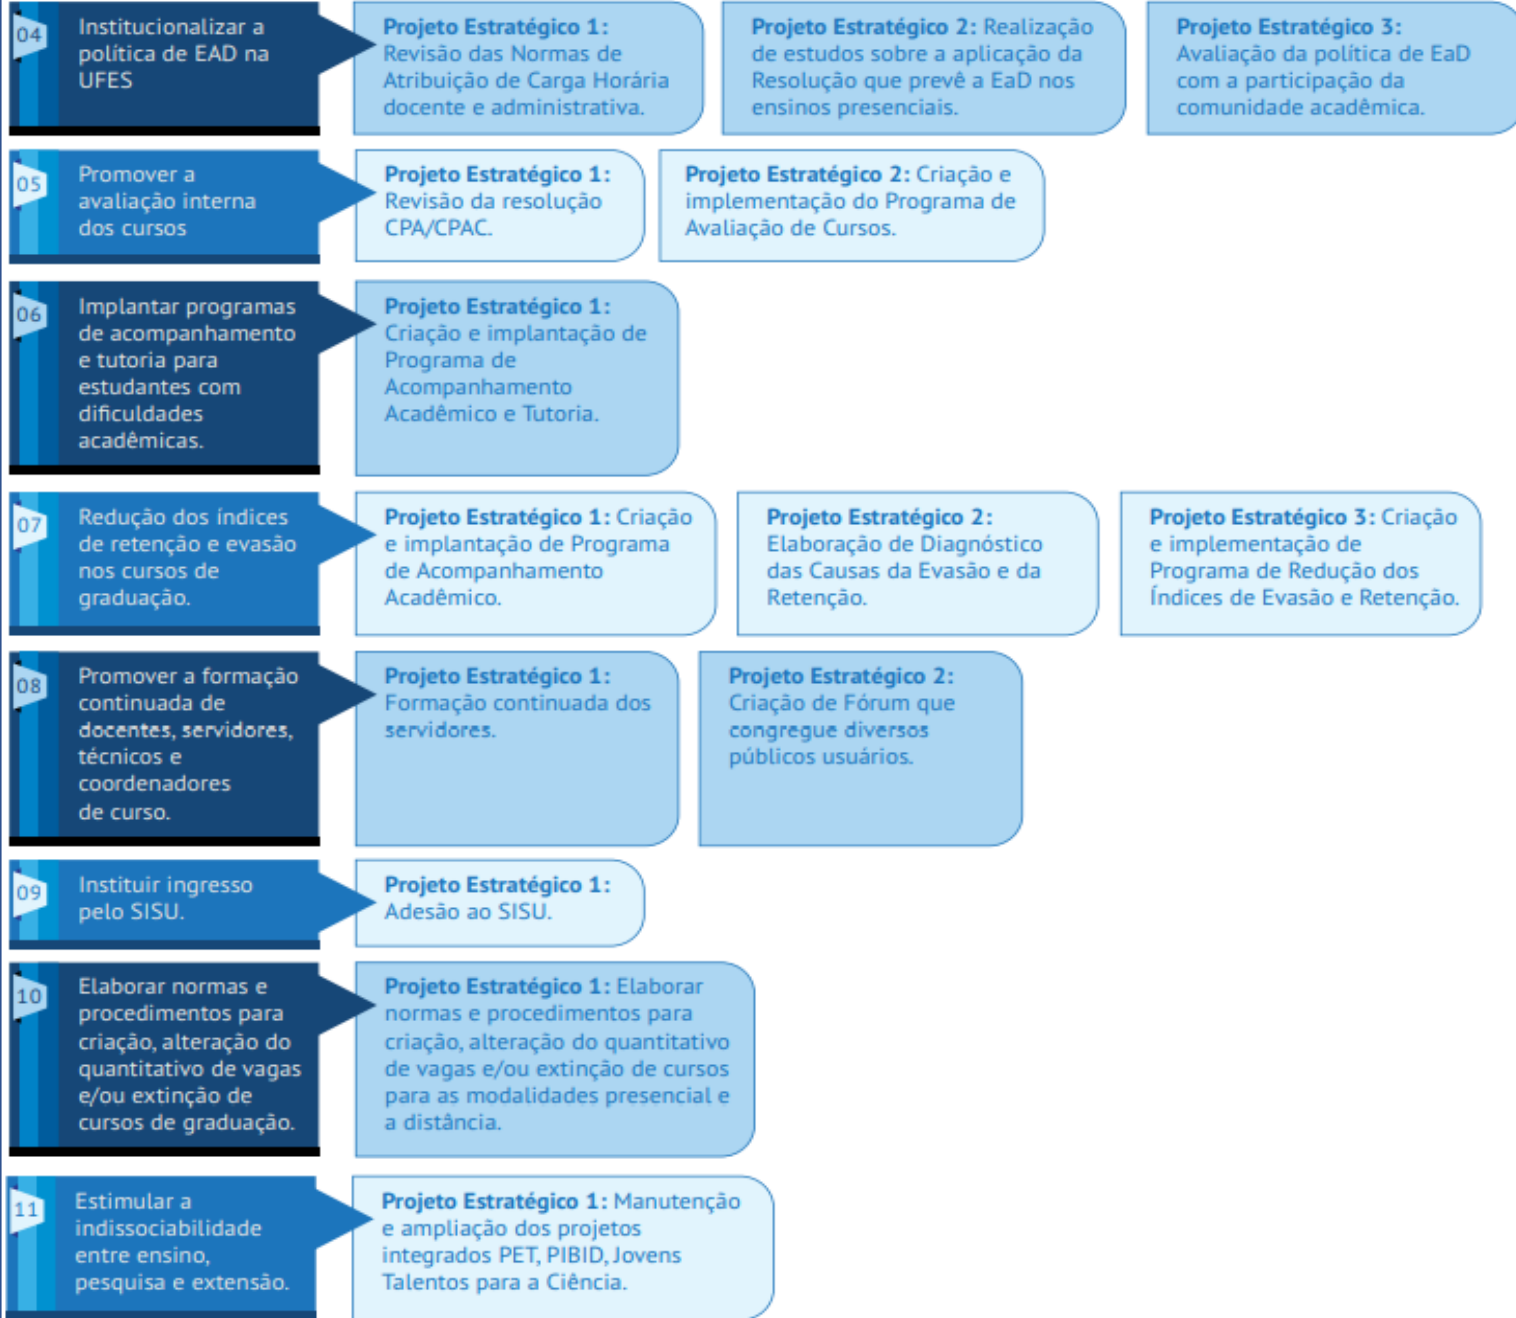 04
Institucionalizar a
política de EAD na
UFES
Projeto Estratégico 1:
Revisão das Normas de
Atribuição de Carga Horária
docente e administrativa.
Projeto Estratégico 2: Realização
de estudos sobre a aplicação da
Resolução que prevê a EaD nos
ensinos presenciais.
Projeto Estratégico 3:
Avaliação da política de EaD
com a participação da
comunidade acadêmica.
05
Promover a
avaliação interna
dos cursos
Projeto Estratégico 1:
Revisão da resolução
CPA/CPAC.
Projeto Estratégico 2: Criação e
implementação do Programa de
Avaliação de Cursos.
06
Implantar programas
de acompanhamento
e tutoria para
estudantes com
dificuldades
acadêmicas.
Projeto Estratégico 1:
Criação e implantação de
Programa de
Acompanhamento
Acadêmico e Tutoria.
07
Redução dos índices
de retenção e evasão
nos cursos de
graduação.
Projeto Estratégico 1: Criação
e implantação de Programa
de Acompanhamento
Acadêmico.
Projeto Estratégico 2:
Elaboração de Diagnóstico
das Causas da Evasão e da
Retenção.
Projeto Estratégico 3: Criação
e implementação de
Programa de Redução dos
Índices de Evasão e Retenção.
08
Promover a formação
continuada de
docentes, servidores,
técnicos e
coordenadores
de curso.
Projeto Estratégico 1:
Formação continuada dos
servidores.
Projeto Estratégico 2:
Criação de Fórum que
congregue diversos
públicos usuários.
09
Instituir ingresso
pelo SISU.
Projeto Estratégico 1:
Adesão ao SISU.
10
Elaborar normas e
procedimentos para
criação, alteração do
quantitativo de vagas
e/ou extinção de
cursos de graduação.
Projeto Estratégico 1: Elaborar
normas e procedimentos para
criação, alteração do quantitativo
de vagas e/ou extinção de cursos
para as modalidades presencial e
a distância.
11
Estimular a
indissociabilidade
entre ensino,
pesquisa e extensão.
Projeto Estratégico 1: Manutenção
e ampliação dos projetos
integrados PET, PIBID, Jovens
Talentos para a Ciência.